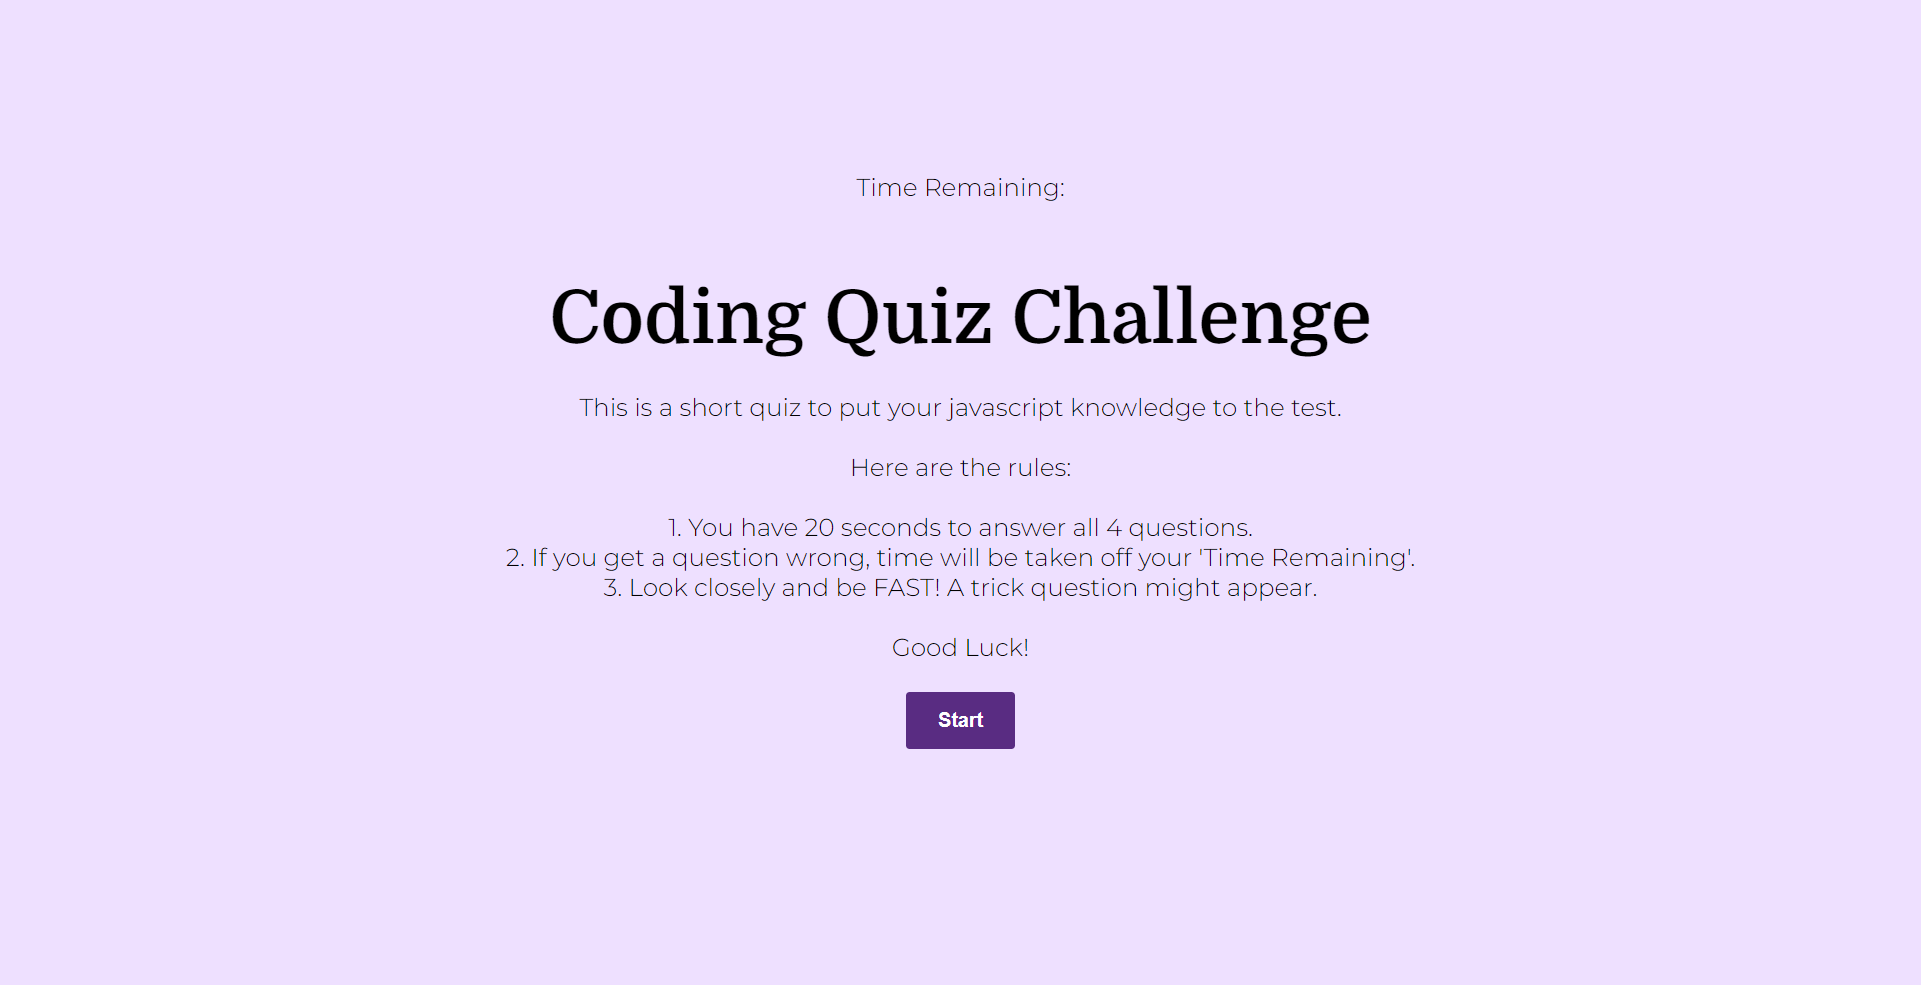 Time Remaining:
Coding Quiz Challenge
This is a short quiz to put your javascript knowledge to the test.
Here are the rules:
1. You have 20 seconds to answer all 4 questions.
2. If you get a question wrong, time will be taken off your 'Time Remaining'.
3. Look closely and be FAST! A trick question might appear.
Good Luck!
Start